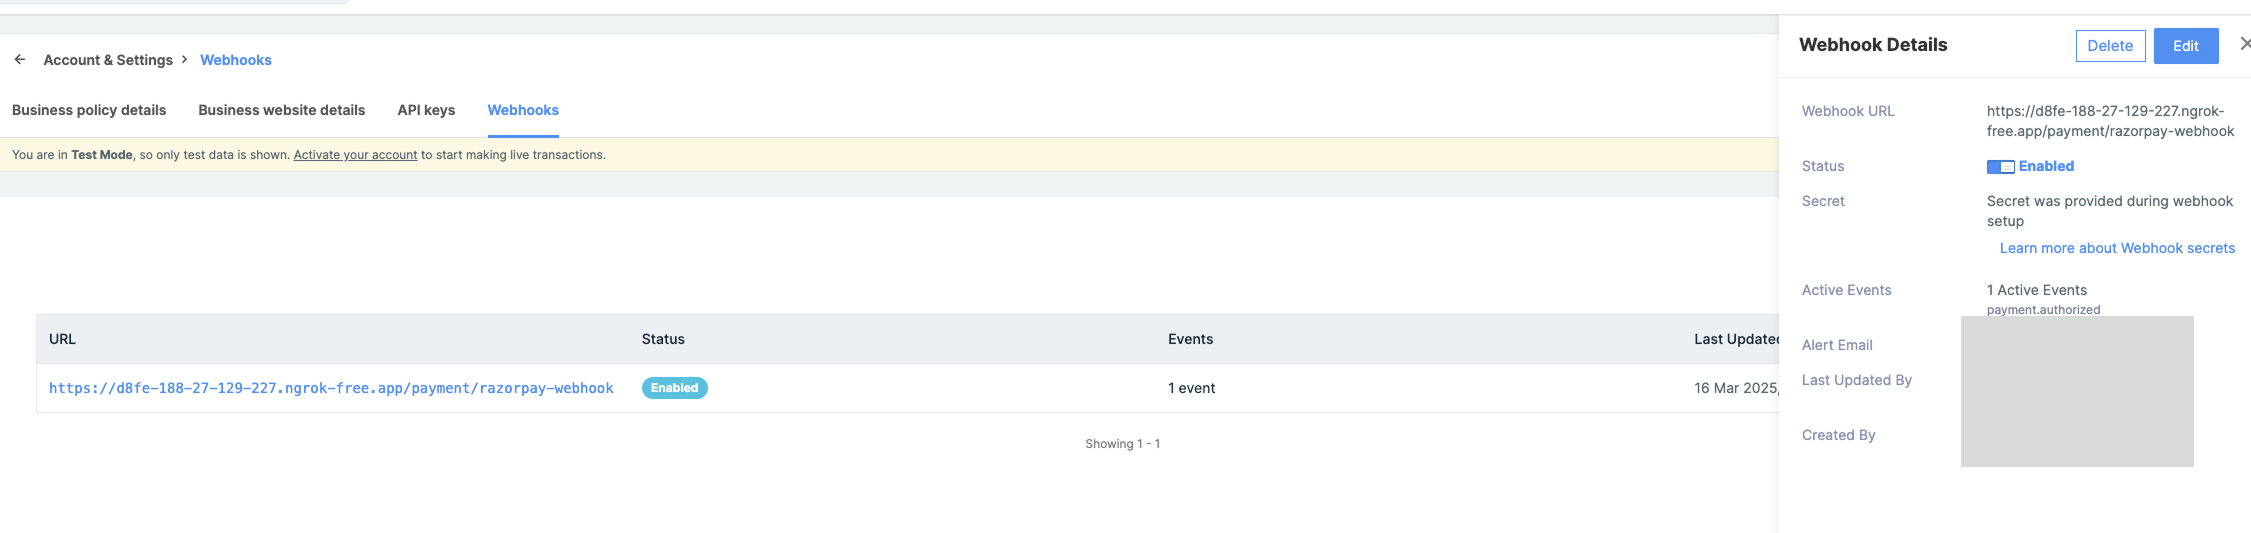 Account & Settings > Webhooks
Business policy details Business website details API keys Webhooks
You are in Test Mode, so only test data is shown. Activate your account to start making live transactions.
URL Status Events Last Updated
https://d8fe-188-27-129-227.ngrok-free.app/payment/razorpay-webhook Enabled 1 event 16 Mar 2025,
Showing 1 - 1
Webhook Details Delete Edit
Webhook URL https://d8fe-188-27-129-227.ngrok-
free.app/payment/razorpay-webhook
Status Enabled
Secret Secret was provided during webhook
setup
Learn more about Webhook secrets
Active Events 1 Active Events
payment.authorized
Alert Email
Last Updated By
Created By